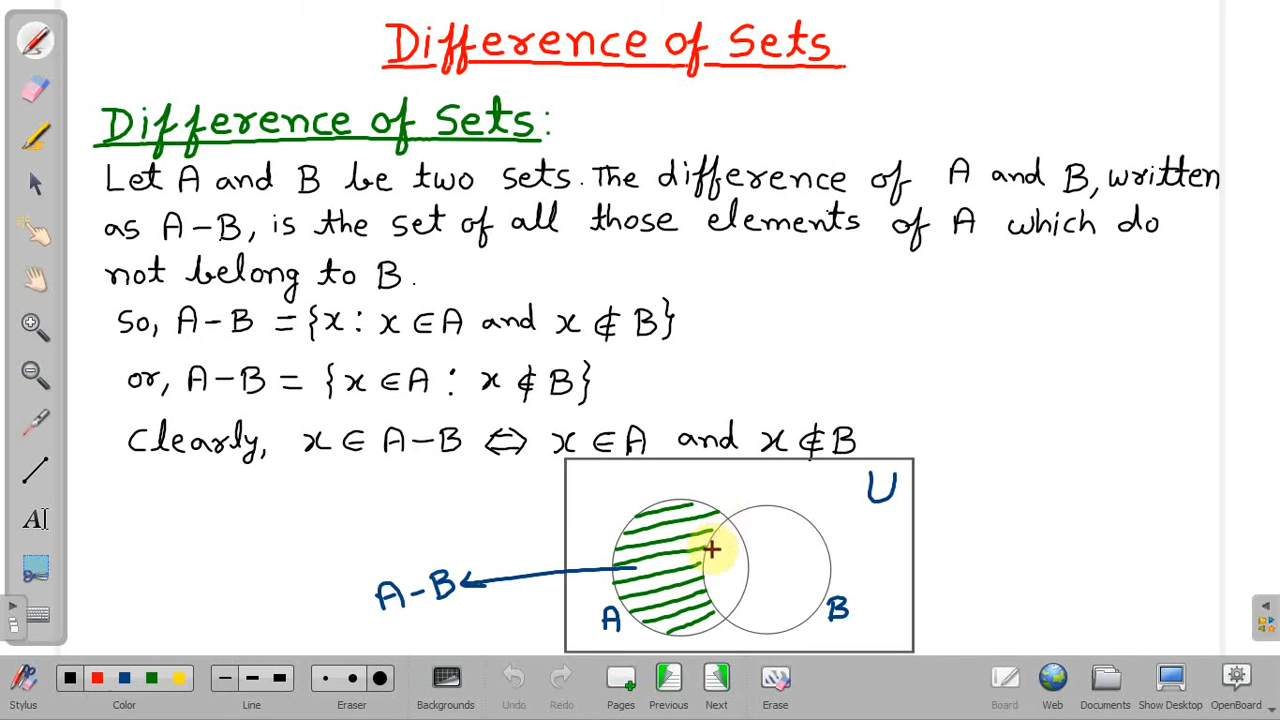 Difference of Sets
Difference of Sets:
Let A and B be two sets. The difference of A and B, written
as A-B, is the set of all those elements of A which do
not belong to B.
So, A-B = {x : x ∈ A and x ∉ B}
or, A-B = {x ∈ A : x ∉ B}
Clearly, x ∈ A-B ⇔ x ∈ A and x ∉ B
U
A-B
A
B
AI
Stylus
Color
Line
Eraser
Backgrounds
Undo
Redo
Pages
Previous
Next
Erase
Board
Web
Documents
Show Desktop
OpenBoard